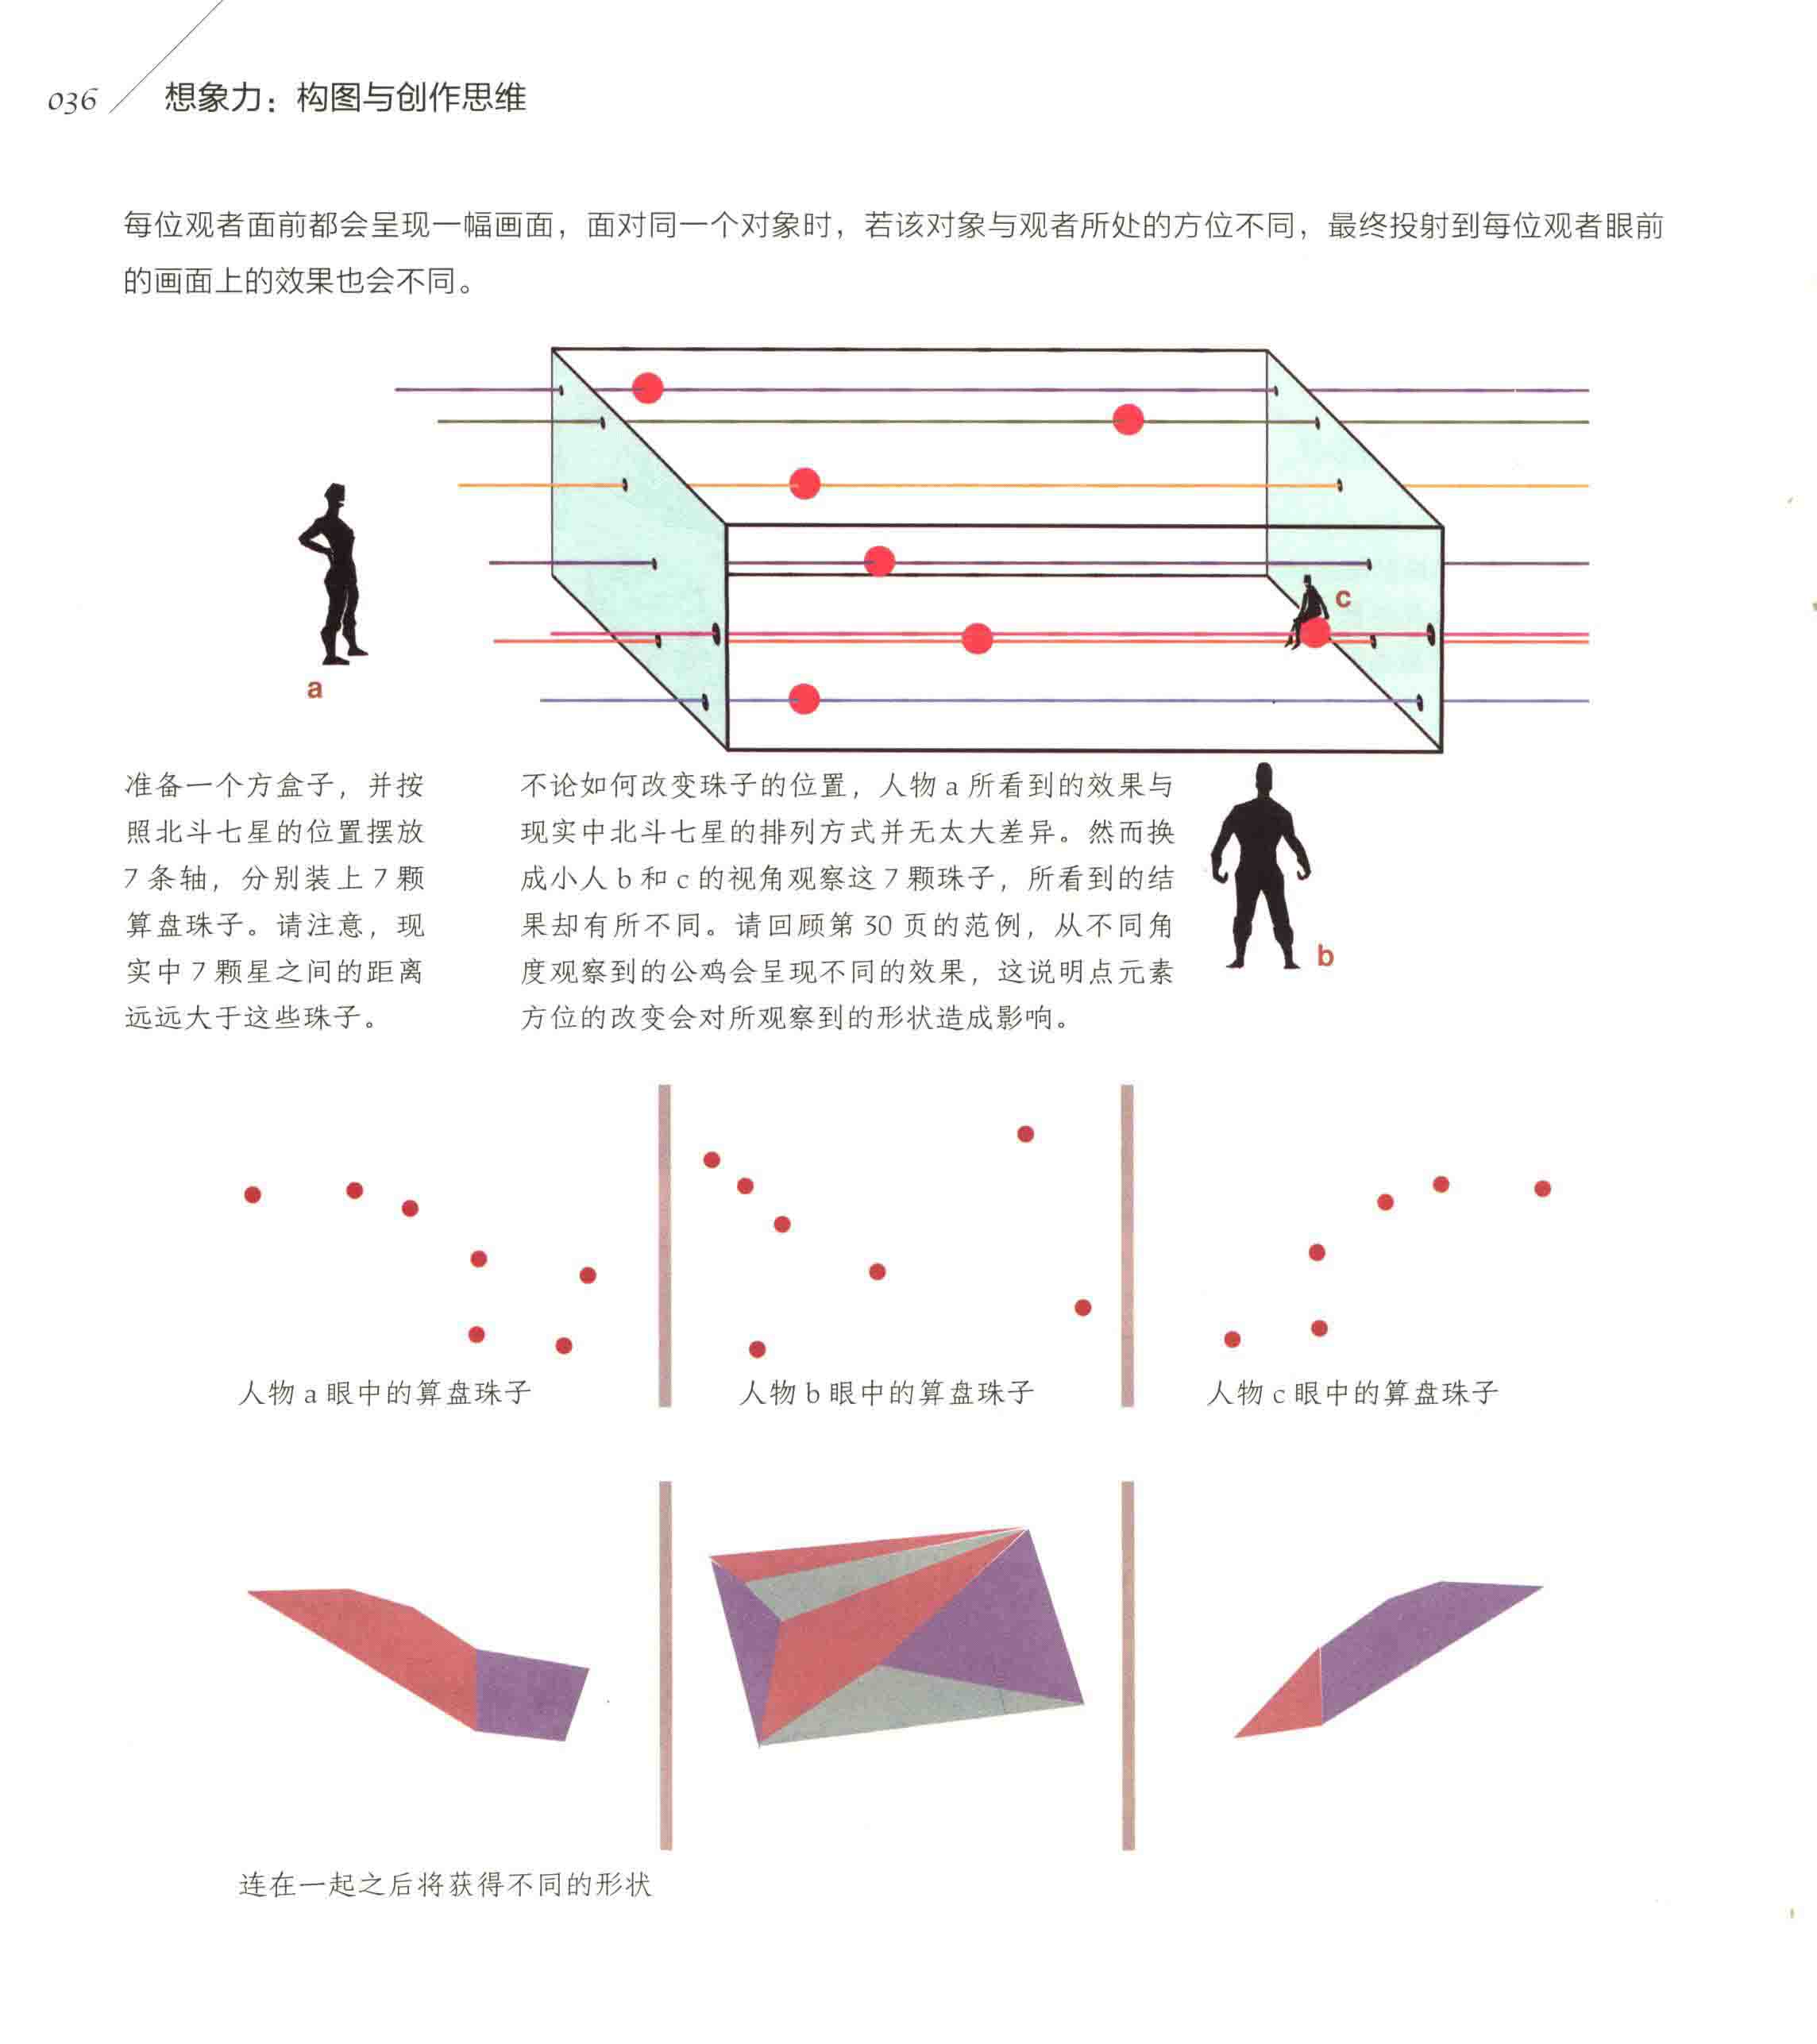 036
想象力：构图与创作思维
每位观者面前都会呈现一幅画面，面对同一个对象时，若该对象与观者所处的方位不同，最终投射到每位观者眼前
的画面上的效果也会不同。
c
a
准备一个方盒子，并按
照北斗七星的位置摆放
7 条轴，分别装上 7 颗
算盘珠子。请注意，现
实中 7 颗星之间的距离
远远大于这些珠子。
不论如何改变珠子的位置，人物 a 所看到的效果与
现实中北斗七星的排列方式并无太大差异。然而换
成小人 b 和 c 的视角观察这 7 颗珠子，所看到的结
果却有所不同。请回顾第 30 页的范例，从不同角
度观察到的公鸡会呈现不同的效果，这说明点元素
方位的改变会对所观察到的形状造成影响。
b
人物 a 眼中的算盘珠子
人物 b 眼中的算盘珠子
人物 c 眼中的算盘珠子
连在一起之后将获得不同的形状